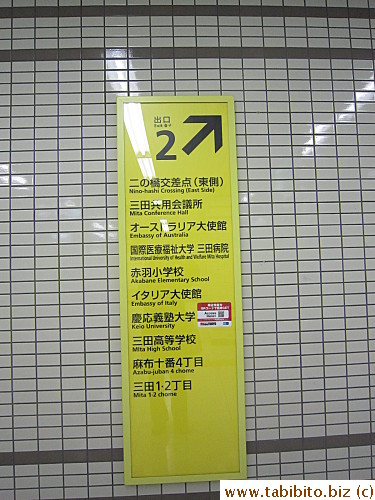 出口
2
二の橋交差点（東側）
Nino-hashi Crossing (East Side)
三田共用会議所
Mita Conference Hall
オーストラリア大使館
Embassy of Australia
国際医療福祉大学 三田病院
International University of Health and Welfare Mita Hospital
赤羽小学校
Akabane Elementary School
イタリア大使館
Embassy of Italy
慶応義塾大学
Keio University
三田高等学校
Mita High School
麻布十番4丁目
Azabu-juban 4 chome
三田1・2丁目
Mita 1・2 chome
www.tabibito.biz (c)